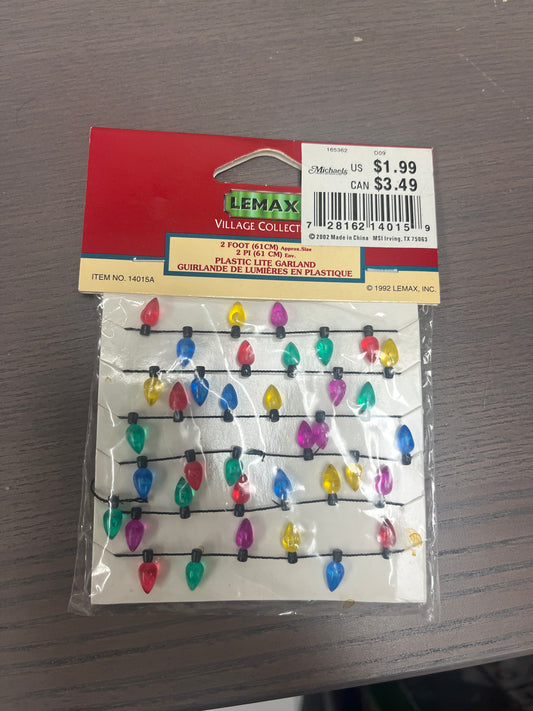 165362 D09
Michaels US $1.99
CAN $3.49
7 28162 14015 9
© 2002 Made in China MSI Irving, TX 75063
LEMAX
VILLAGE COLLECT
2 FOOT (61CM) Approx. Size
2 PI (61 CM) Env.
PLASTIC LITE GARLAND
GUIRLANDE DE LUMIÈRES EN PLASTIQUE
ITEM NO. 14015A
© 1992 LEMAX, INC.